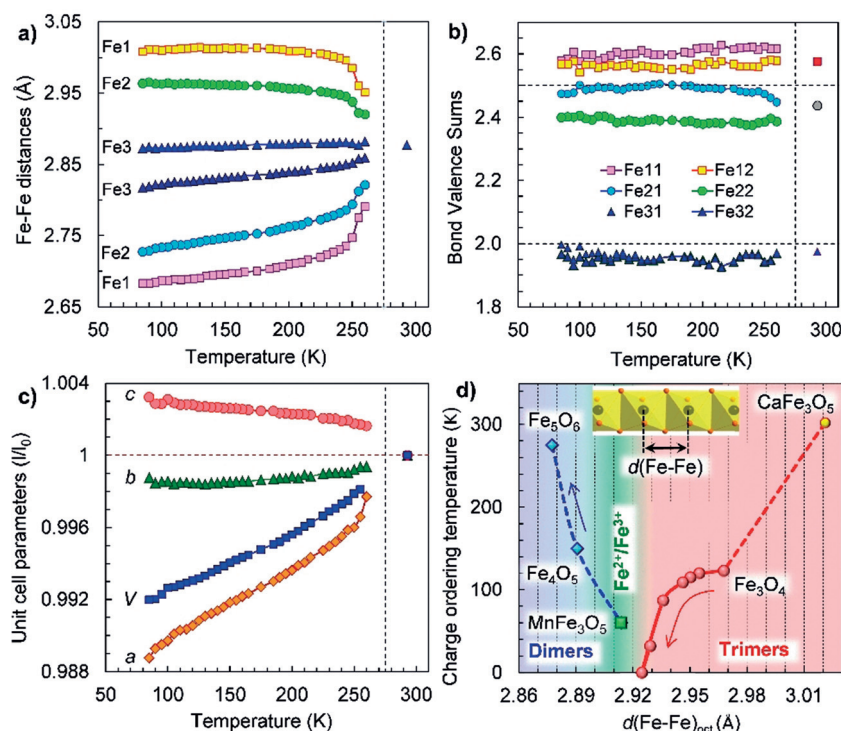 a)
3.05
2.95
2.85
2.75
2.65
Fe-Fe distances (Å)
Fe1
Fe2
Fe3
Fe3
Fe2
Fe1
50 100 150 200 250 300
Temperature (K)
b)
2.6
2.4
2.2
2.0
1.8
Bond Valence Sums
Fe11 Fe12
Fe21 Fe22
Fe31 Fe32
50 100 150 200 250 300
Temperature (K)
c)
1.004
1
0.996
0.992
0.988
Unit cell parameters (l/l0)
c
b
V
a
50 100 150 200 250 300
Temperature (K)
d)
400
300
200
100
0
Charge ordering temperature (K)
Fe5O6
CaFe3O5
d(Fe-Fe)
Fe2+/Fe3+
Fe4O5
Fe3O4
MnFe3O5
Dimers
Trimers
2.86 2.89 2.92 2.95 2.98 3.01
d(Fe-Fe)oct (Å)